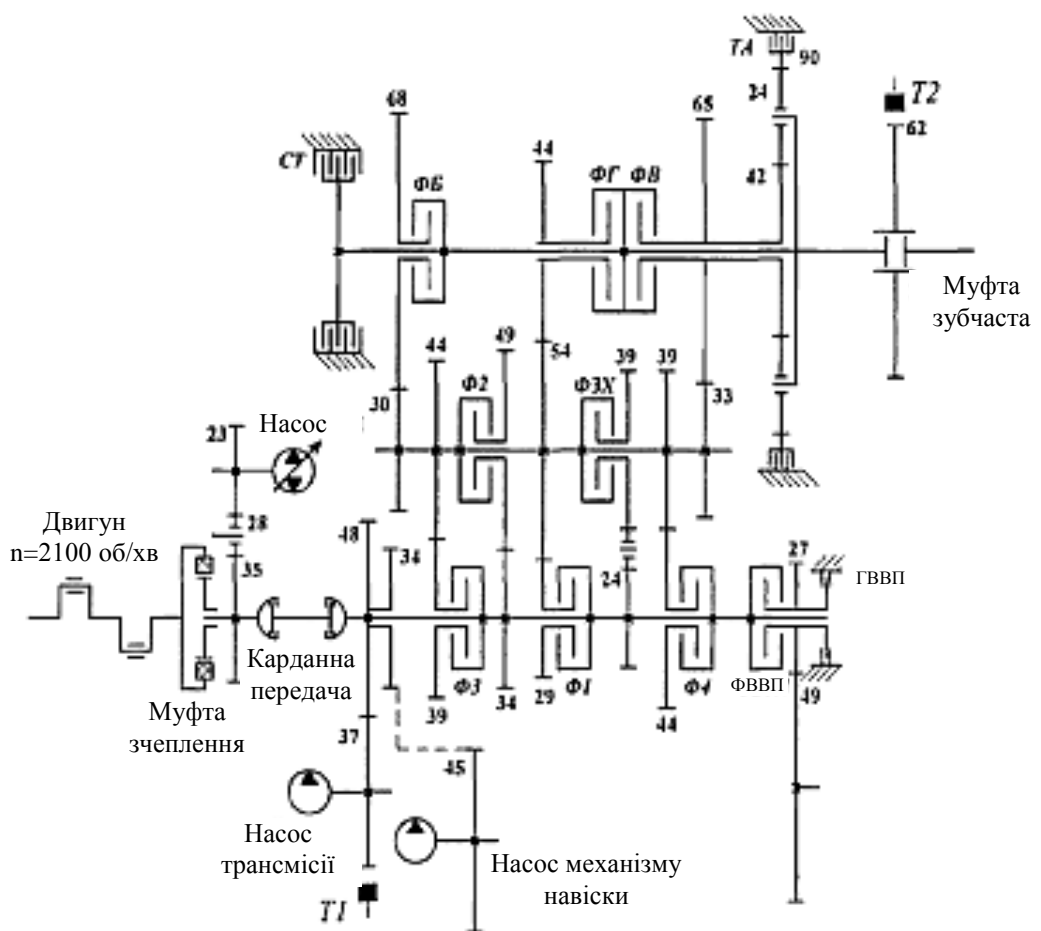 ТА
90
24
68
68
Т2
62
44
СТ
ФБ
ФГ
ФВ
42
Муфта
зубчаста
49
44
54
39
39
Ф2
ФЗХ
30
33
Насос
23
Двигун
n=2100 об/хв
28
48
34
27
35
24
ГВВП
Карданна
передача
Ф3
Ф1
Ф4
ФВВП
49
39
34
29
44
Муфта
зчеплення
37
45
Насос
трансмісії
Насос механізму
навіски
Т1